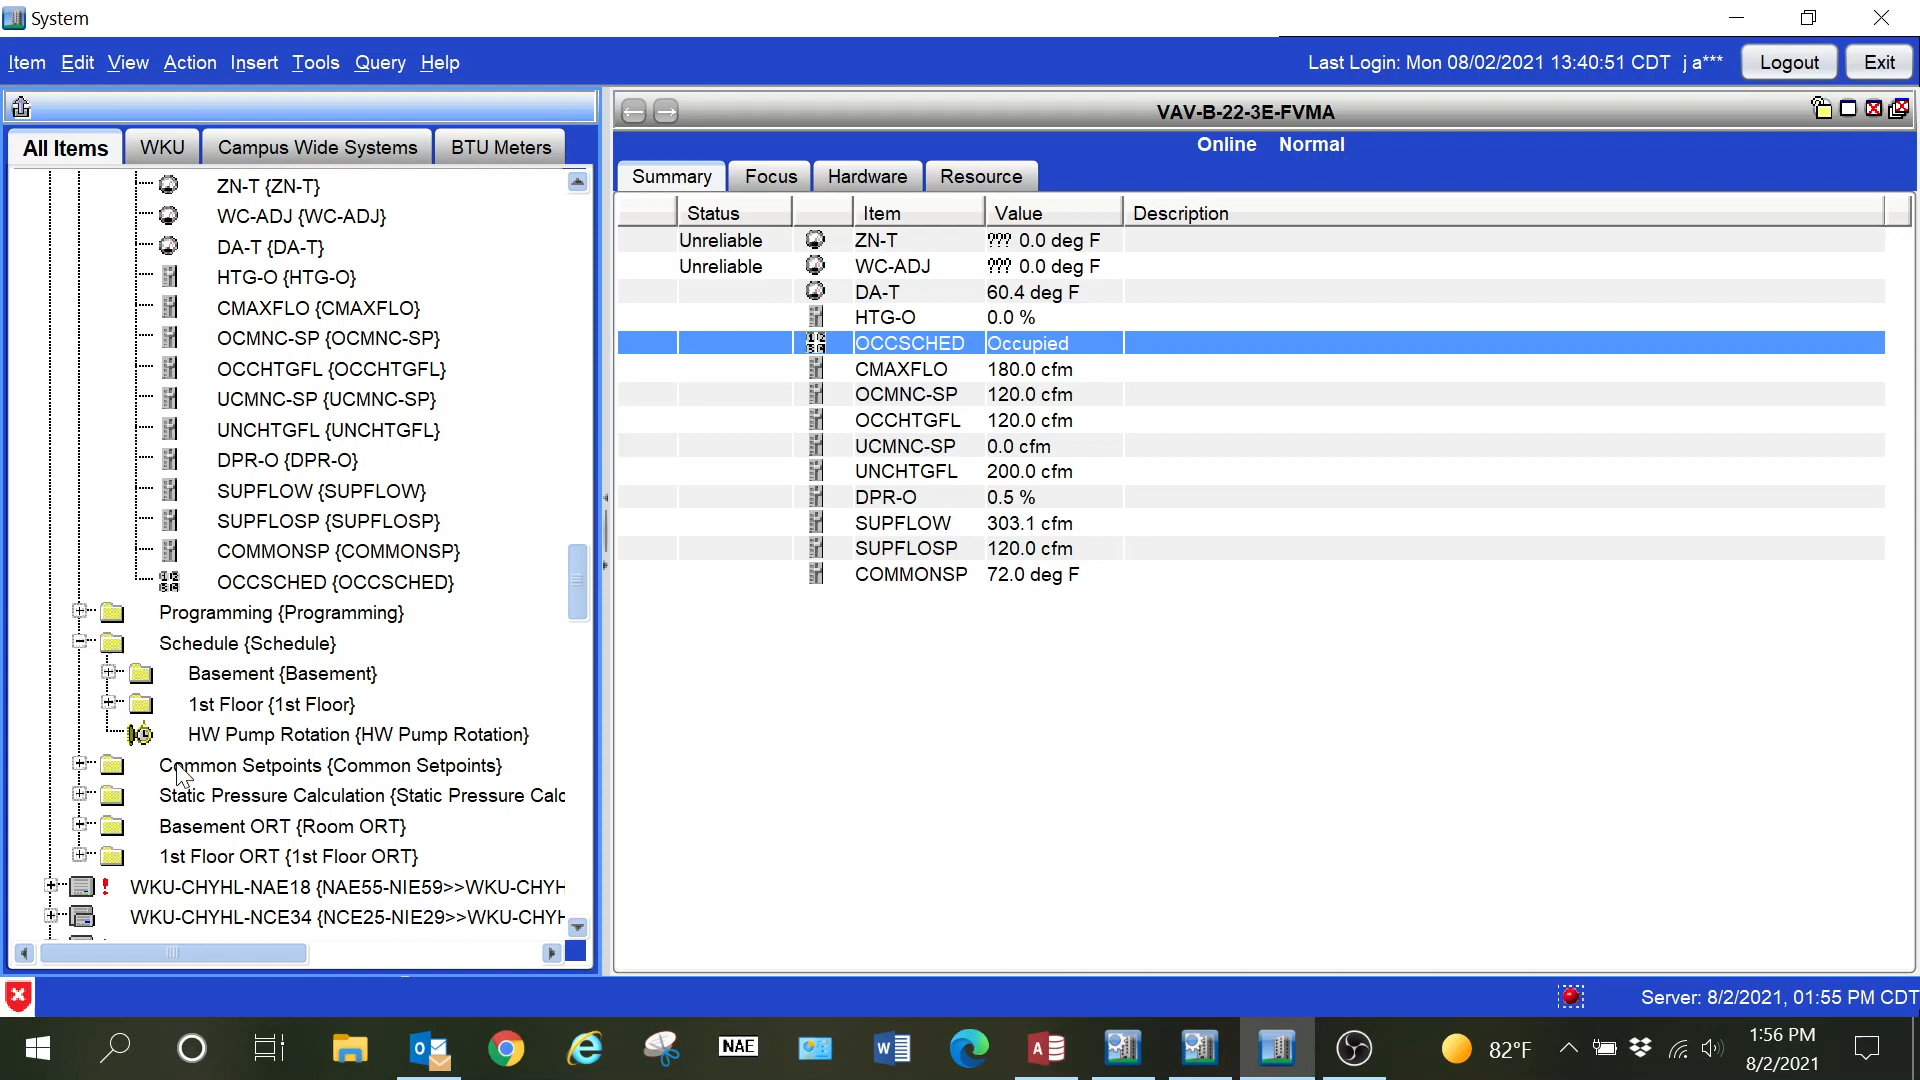 System
Item Edit View Action Insert Tools Query Help
Last Login: Mon 08/02/2021 13:40:51 CDT j a*** Logout Exit
All Items WKU Campus Wide Systems BTU Meters
ZN-T {ZN-T}
WC-ADJ {WC-ADJ}
DA-T {DA-T}
HTG-O {HTG-O}
CMAXFLO {CMAXFLO}
OCMNC-SP {OCMNC-SP}
OCCHTGFL {OCCHTGFL}
UCMNC-SP {UCMNC-SP}
UNCHTGFL {UNCHTGFL}
DPR-O {DPR-O}
SUPFLOW {SUPFLOW}
SUPFLOSP {SUPFLOSP}
COMMONSP {COMMONSP}
OCCSCHED {OCCSCHED}
Programming {Programming}
Schedule {Schedule}
Basement {Basement}
1st Floor {1st Floor}
HW Pump Rotation {HW Pump Rotation}
Common Setpoints {Common Setpoints}
Static Pressure Calculation {Static Pressure Calc
Basement ORT {Room ORT}
1st Floor ORT {1st Floor ORT}
WKU-CHYHL-NAE18 {NAE55-NIE59>>WKU-CHYH
WKU-CHYHL-NCE34 {NCE25-NIE29>>WKU-CHYH
VAV-B-22-3E-FVMA
Online Normal
Summary Focus Hardware Resource
Status Item Value Description
Unreliable ZN-T ??? 0.0 deg F
Unreliable WC-ADJ ??? 0.0 deg F
DA-T 60.4 deg F
HTG-O 0.0 %
OCCSCHED Occupied
CMAXFLO 180.0 cfm
OCMNC-SP 120.0 cfm
OCCHTGFL 120.0 cfm
UCMNC-SP 0.0 cfm
UNCHTGFL 200.0 cfm
DPR-O 0.5 %
SUPFLOW 303.1 cfm
SUPFLOSP 120.0 cfm
COMMONSP 72.0 deg F
Server: 8/2/2021, 01:55 PM CDT
NAE
82°F
1:56 PM
8/2/2021